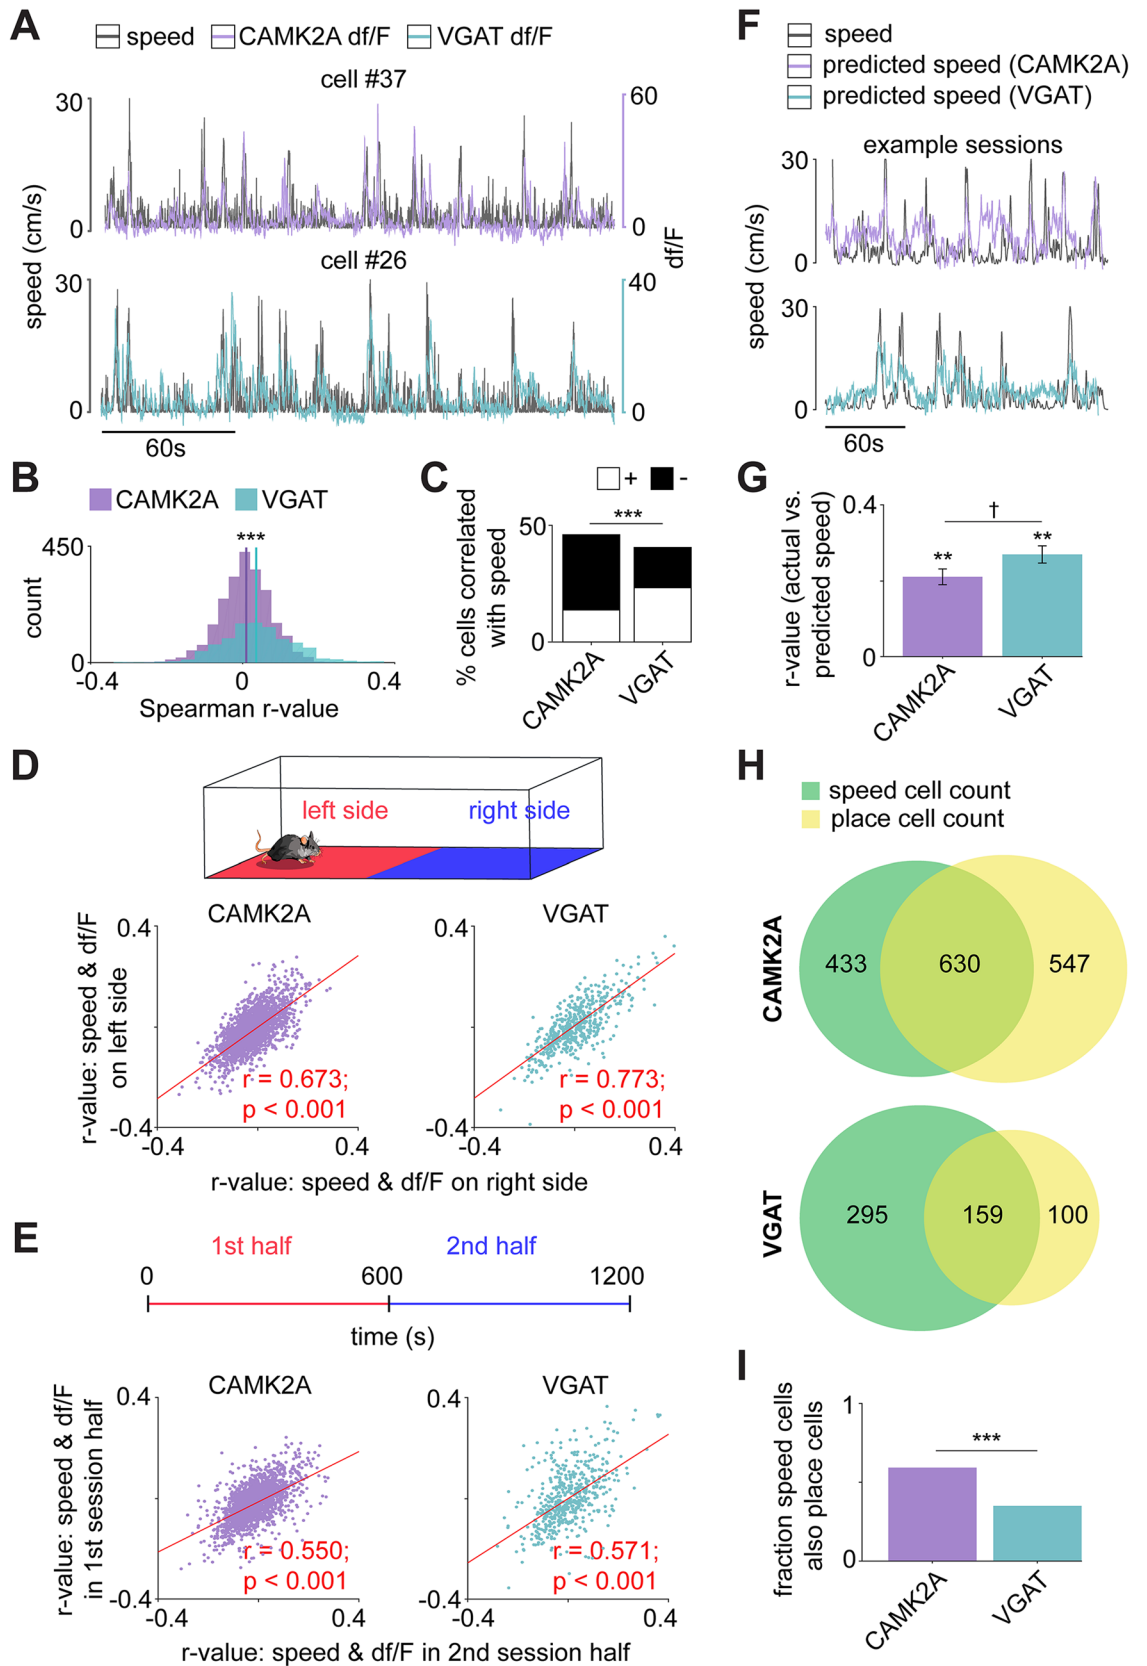 A
speed CAMK2A df/F VGAT df/F
cell #37
30
0
60
0
speed (cm/s)
df/F
cell #26
30
0
40
0
60s
F
speed
predicted speed (CAMK2A)
predicted speed (VGAT)
example sessions
30
0
speed (cm/s)
30
0
60s
B
CAMK2A VGAT
***
450
0
count
-0.4 0 0.4
Spearman r-value
C
+ -
***
50
0
% cells correlated
with speed
CAMK2A
VGAT
G
0.4
0
r-value (actual vs.
predicted speed)
†
**
**
CAMK2A
VGAT
D
left side right side
CAMK2A
0.4
-0.4
r-value: speed & df/F
on left side
r = 0.673;
p < 0.001
-0.4 0.4
VGAT
0.4
-0.4
r = 0.773;
p < 0.001
-0.4 0.4
r-value: speed & df/F on right side
H
speed cell count
place cell count
CAMK2A
433 630 547
VGAT
295 159 100
E
1st half 2nd half
0 600 1200
time (s)
CAMK2A
0.4
-0.4
r-value: speed & df/F
in 1st session half
r = 0.550;
p < 0.001
-0.4 0.4
VGAT
0.4
-0.4
r = 0.571;
p < 0.001
-0.4 0.4
r-value: speed & df/F in 2nd session half
I
1
0
fraction speed cells
also place cells
***
CAMK2A
VGAT